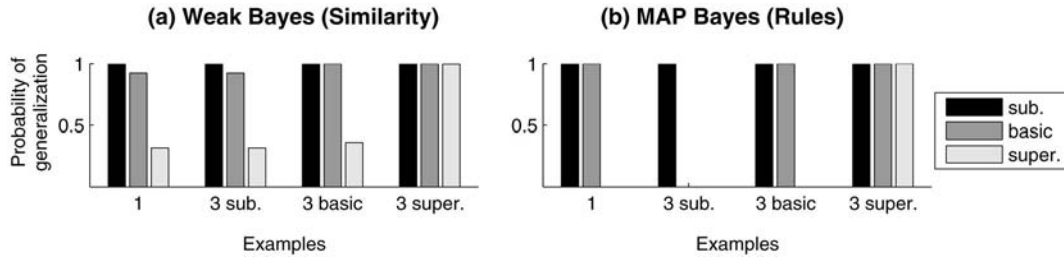 (a) Weak Bayes (Similarity)
(b) MAP Bayes (Rules)
Probability of
generalization
1
0.5
1 3 sub. 3 basic 3 super.
Examples
1
0.5
1 3 sub. 3 basic 3 super.
Examples
sub.
basic
super.